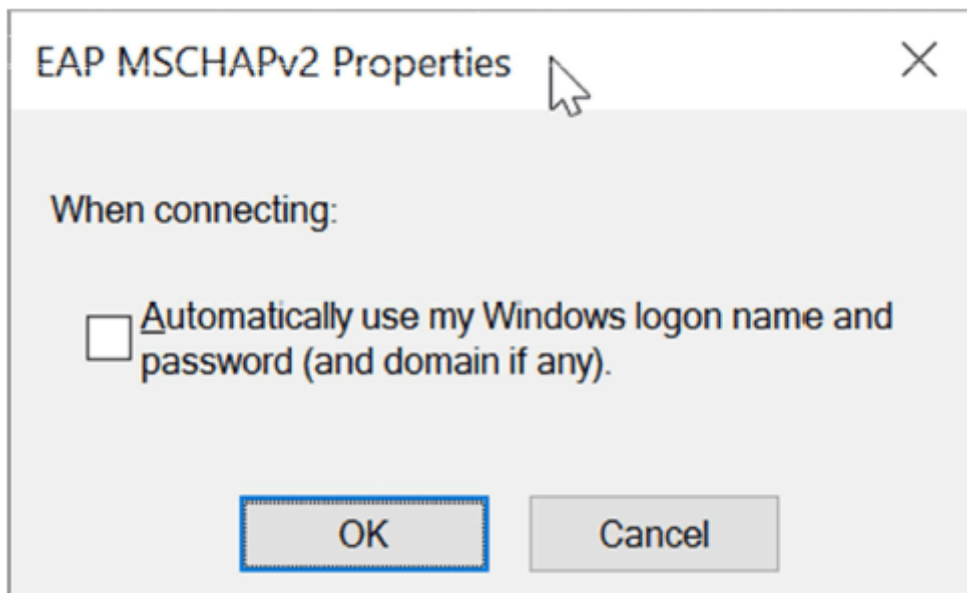 EAP MSCHAPv2 Properties
When connecting:
Automatically use my Windows logon name and
password (and domain if any).
OK
Cancel